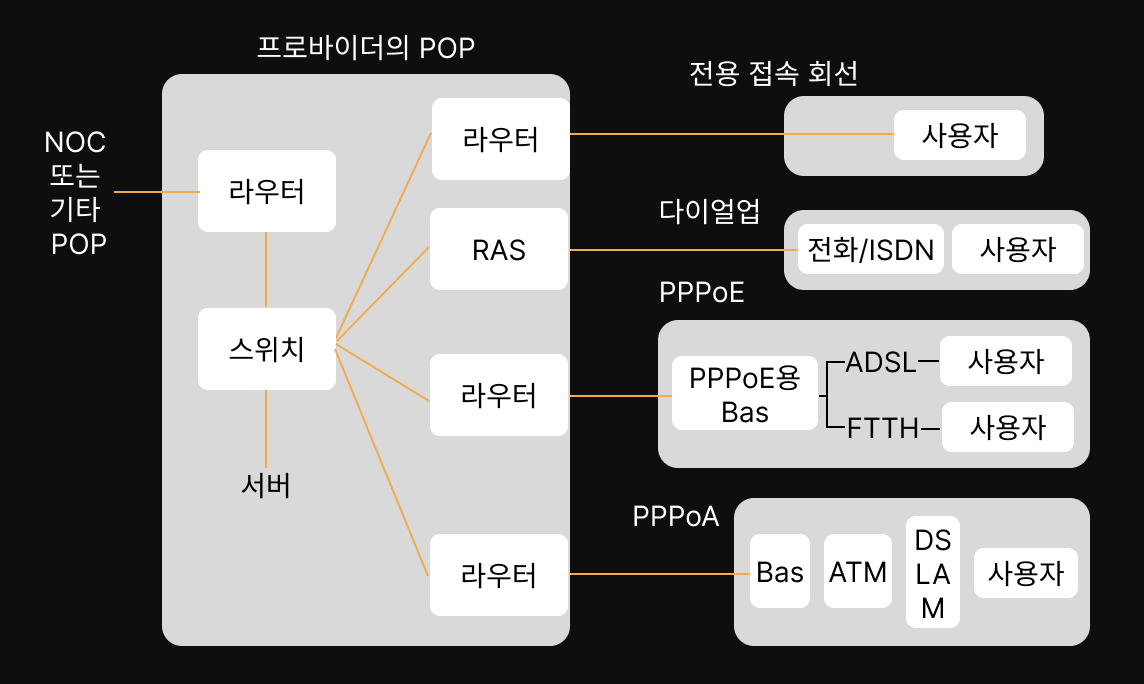 프로바이더의 POP
NOC
또는
기타
POP
라우터
스위치
서버
라우터
RAS
라우터
라우터
전용 접속 회선
사용자
다이얼업
전화/ISDN
사용자
PPPoE
PPPoE용
Bas
ADSL
사용자
FTTH
사용자
PPPoA
Bas
ATM
DS
LA
M
사용자